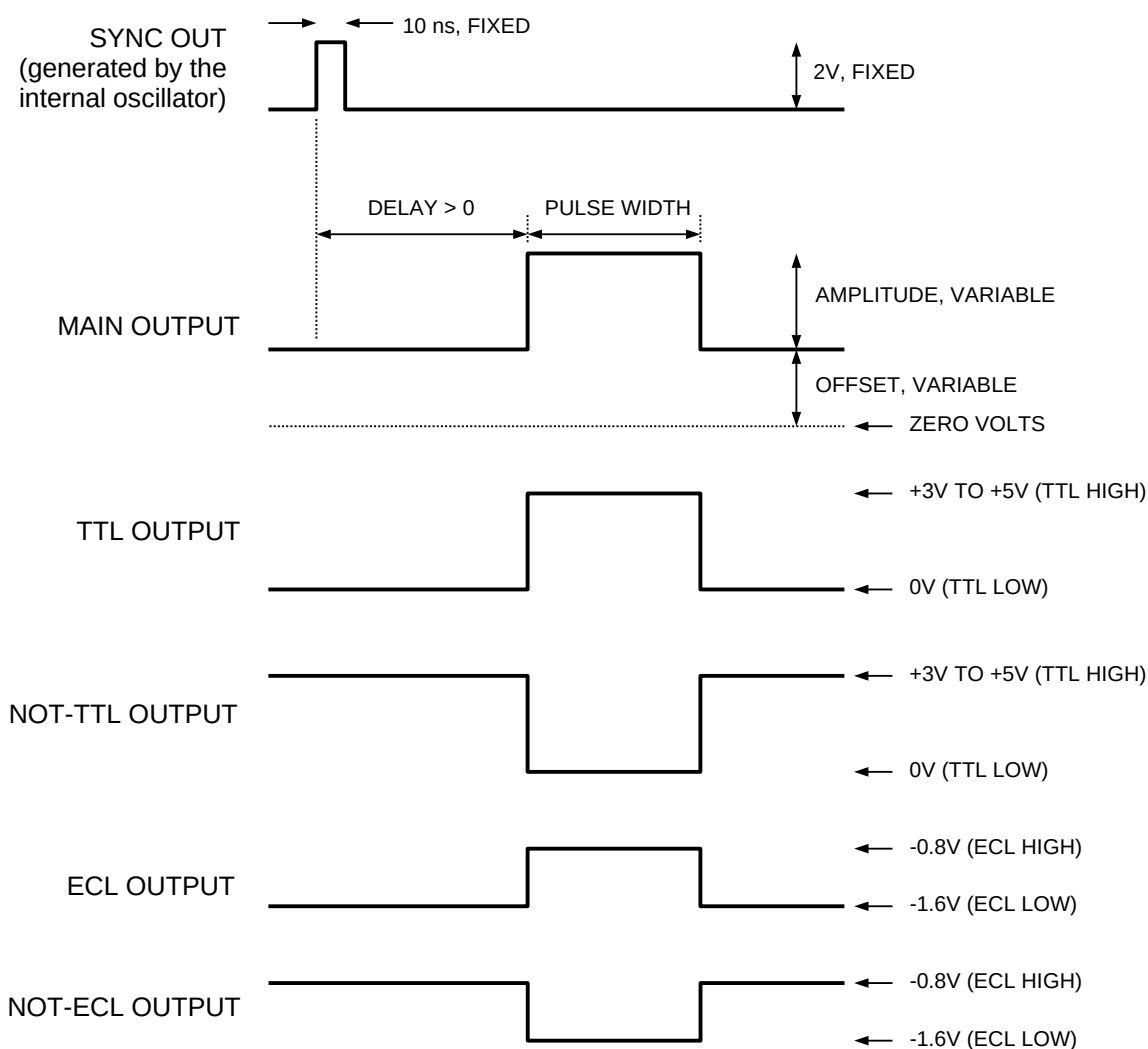 10 ns, FIXED
SYNC OUT
(generated by the
internal oscillator)
2V, FIXED
DELAY > 0
PULSE WIDTH
AMPLITUDE, VARIABLE
MAIN OUTPUT
OFFSET, VARIABLE
ZERO VOLTS
+3V TO +5V (TTL HIGH)
TTL OUTPUT
0V (TTL LOW)
+3V TO +5V (TTL HIGH)
NOT-TTL OUTPUT
0V (TTL LOW)
-0.8V (ECL HIGH)
ECL OUTPUT
-1.6V (ECL LOW)
-0.8V (ECL HIGH)
NOT-ECL OUTPUT
-1.6V (ECL LOW)